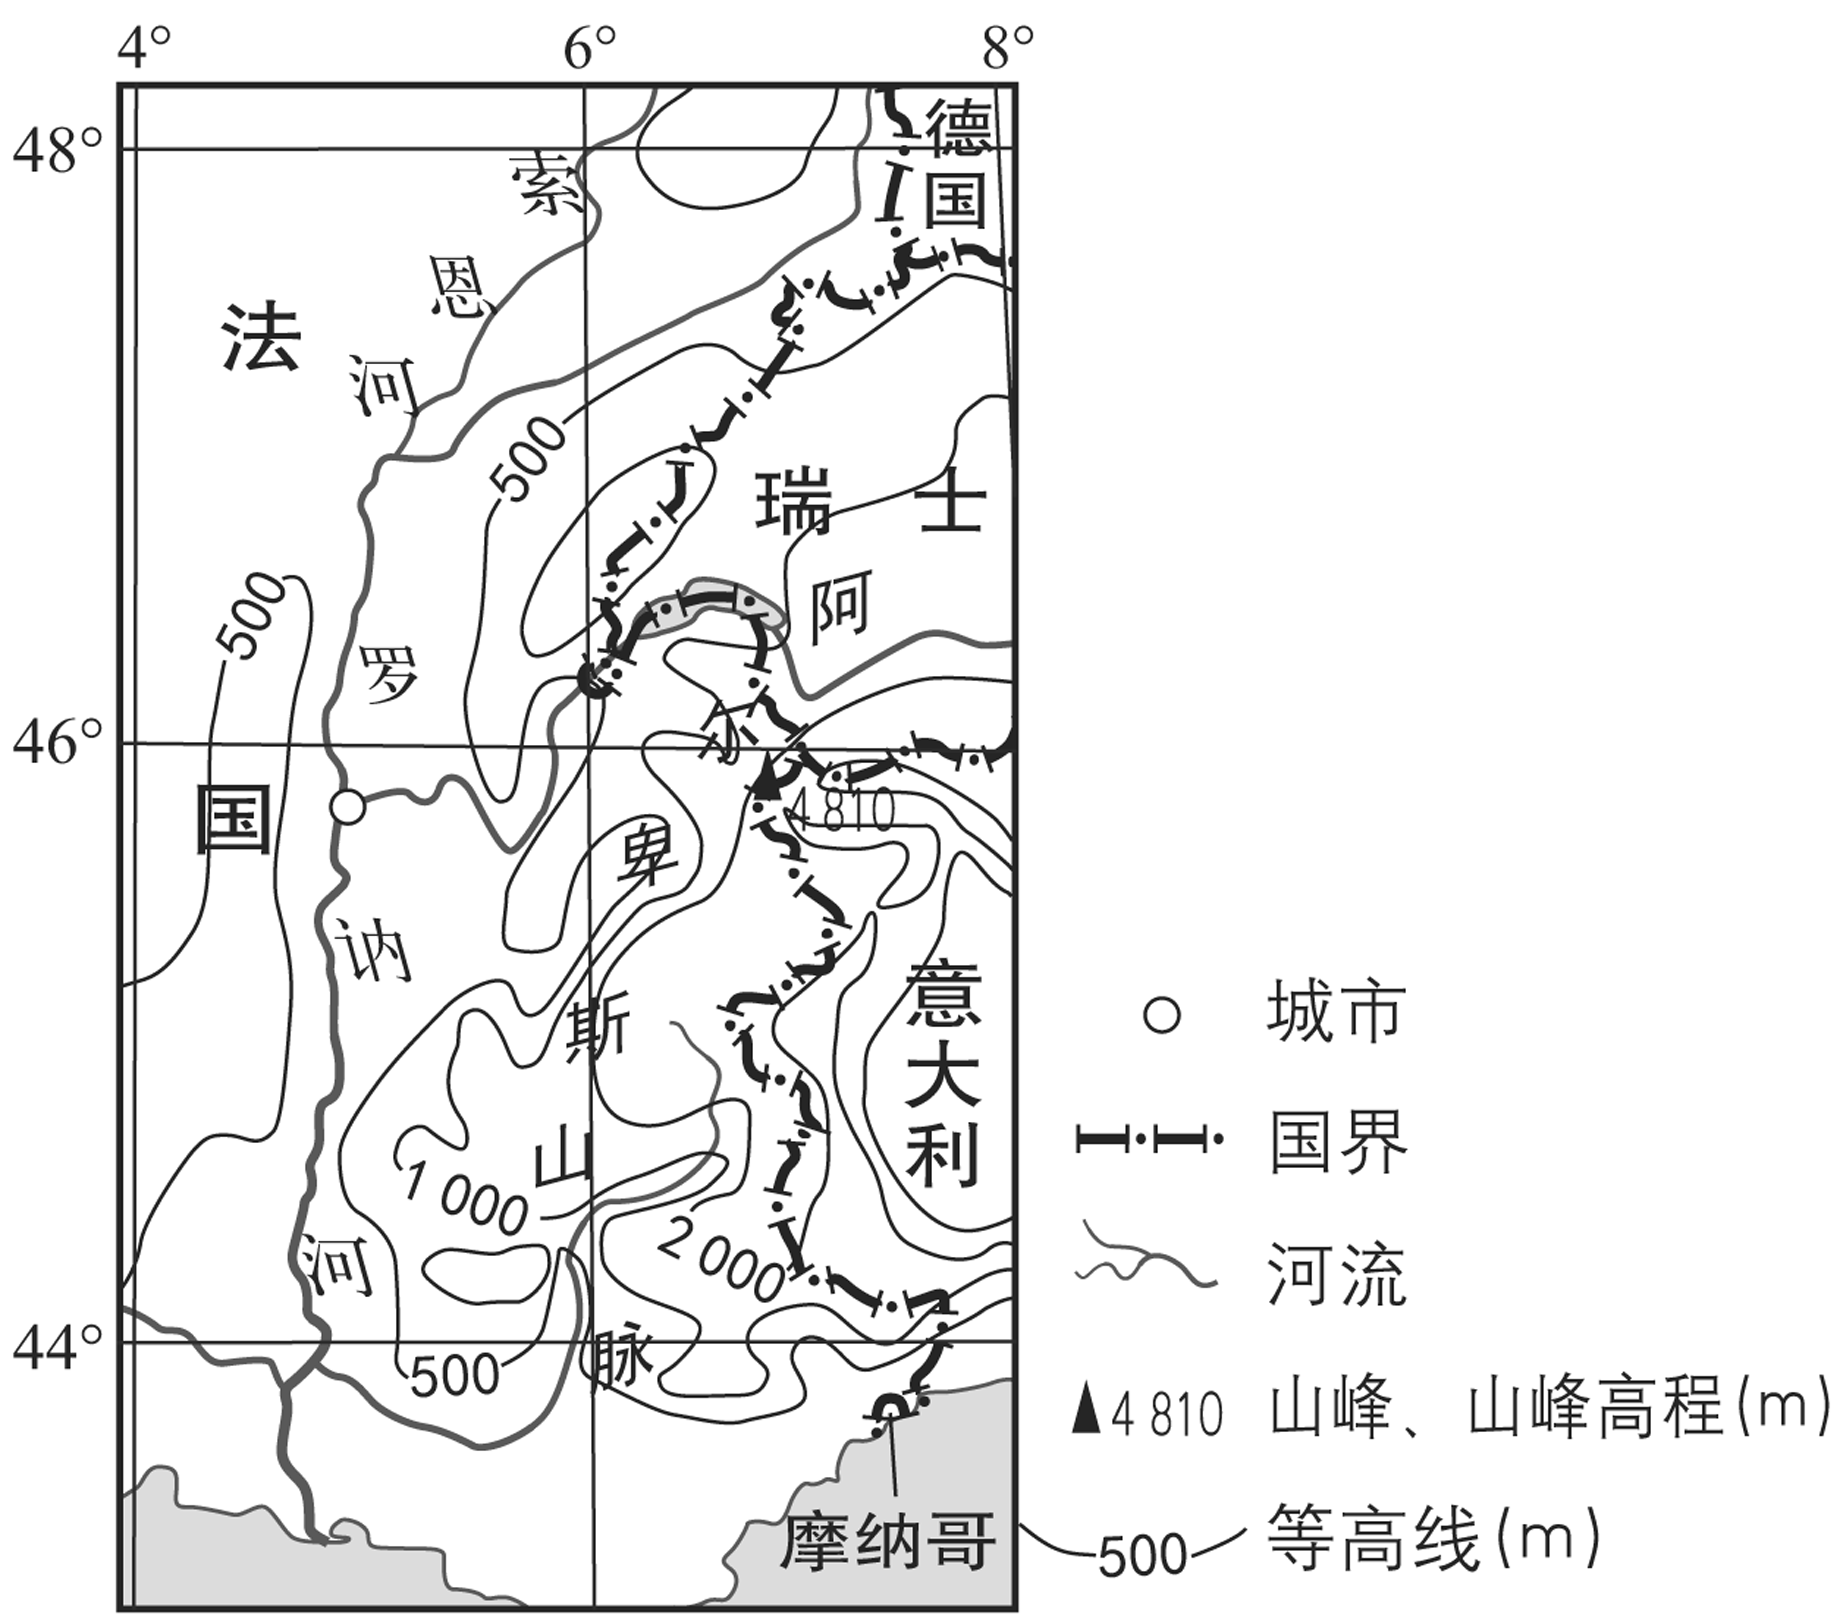 4° 6° 8°
48°
46°
44°
德国
索恩河
法国
500
瑞士
500
阿尔卑斯山脉
罗讷河
4 810
意大利
1 000
2 000
500
摩纳哥
城市
国界
河流
4 810 山峰、山峰高程(m)
500 等高线(m)